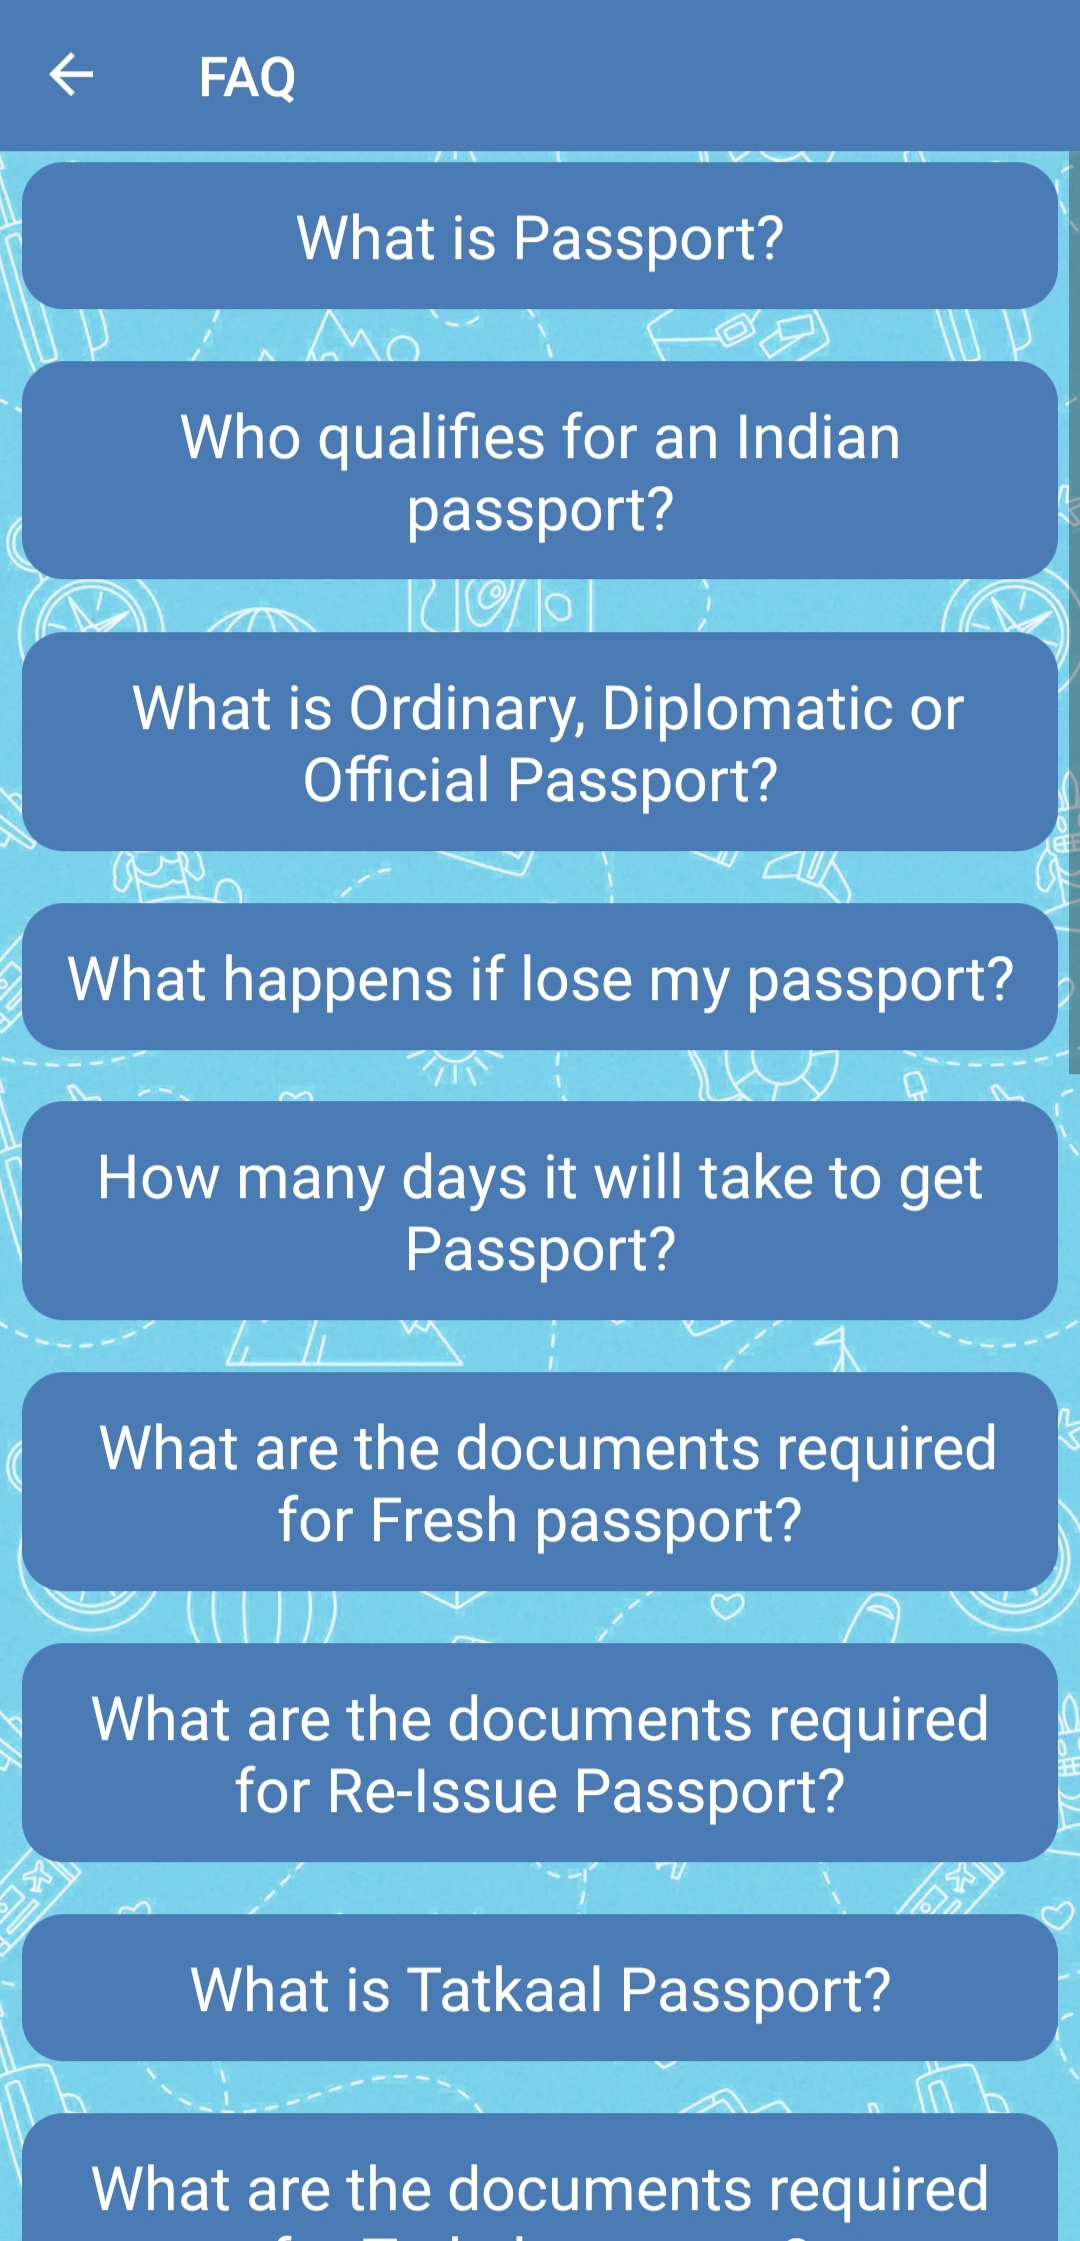 FAQ
What is Passport?
Who qualifies for an Indian
passport?
What is Ordinary, Diplomatic or
Official Passport?
What happens if lose my passport?
How many days it will take to get
Passport?
What are the documents required
for Fresh passport?
What are the documents required
for Re-Issue Passport?
What is Tatkaal Passport?
What are the documents required